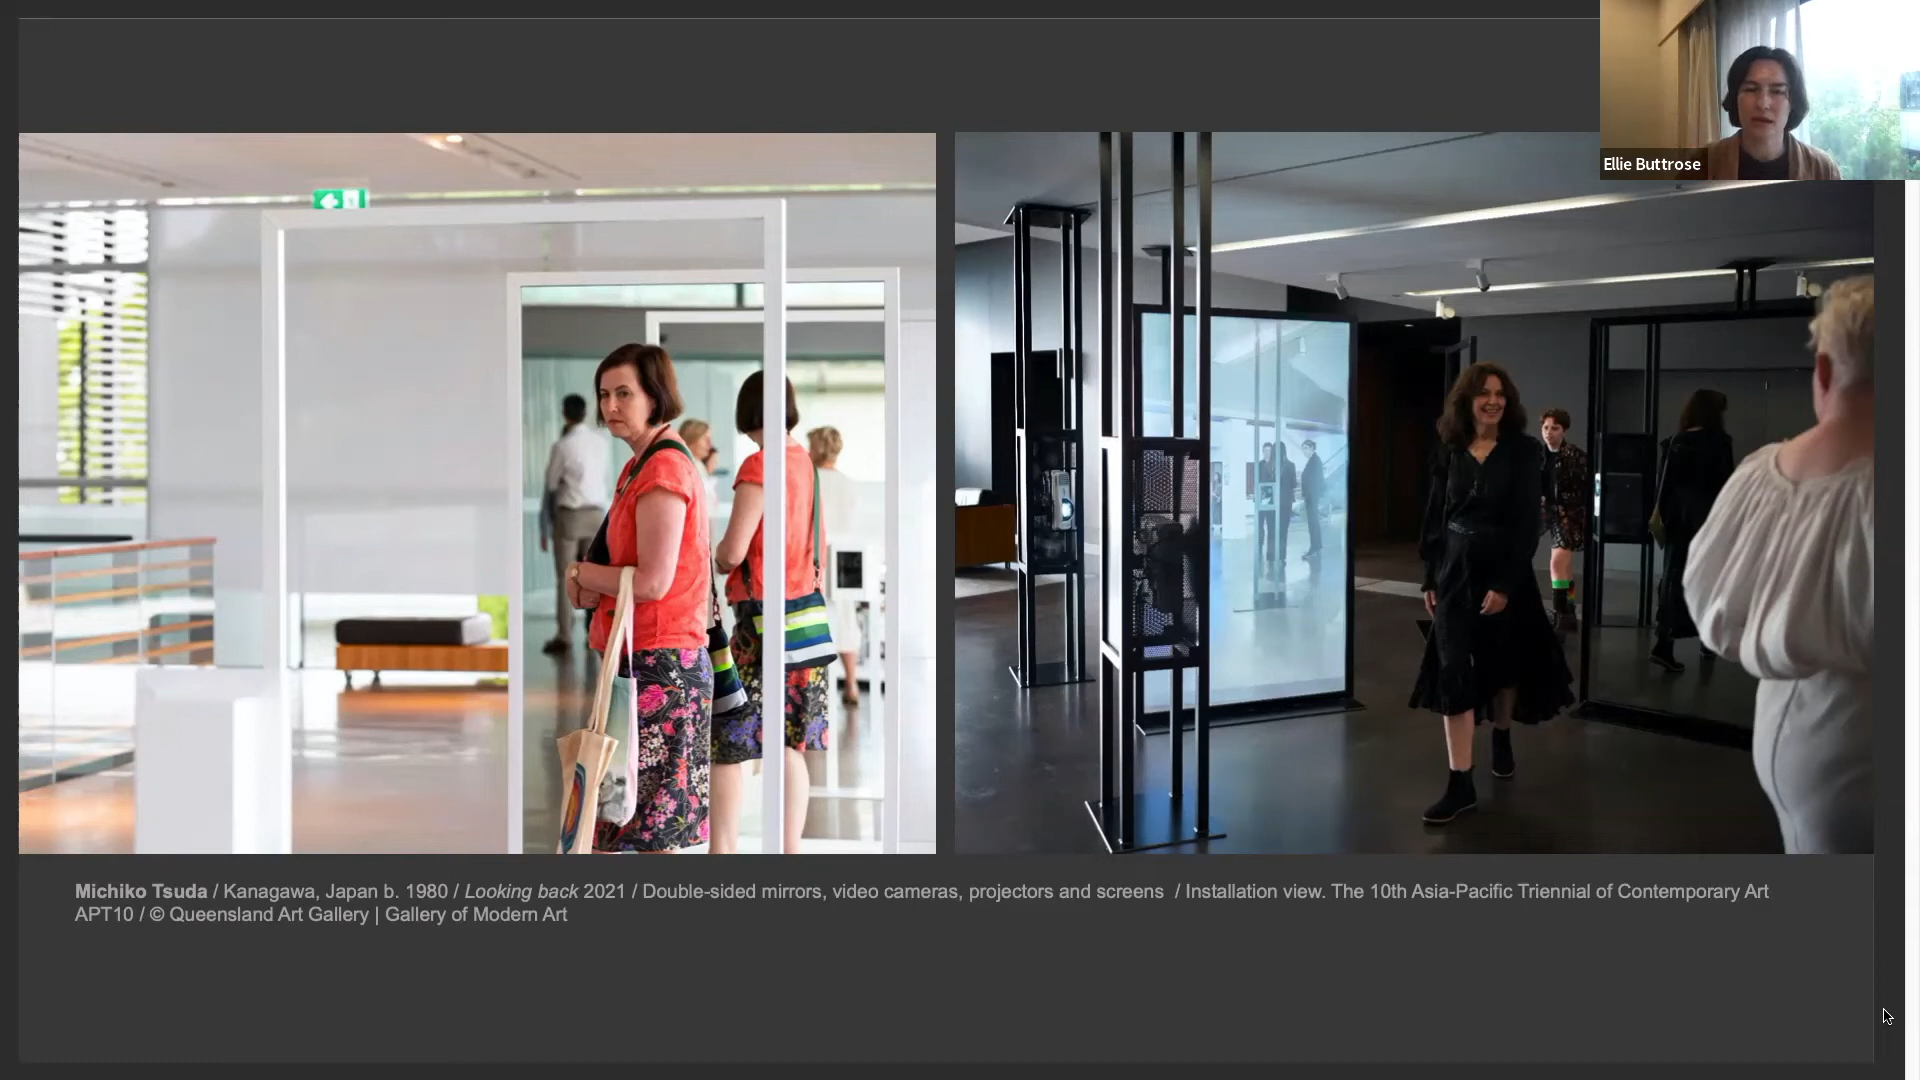 Ellie Buttrose
Michiko Tsuda / Kanagawa, Japan b. 1980 / Looking back 2021 / Double-sided mirrors, video cameras, projectors and screens / Installation view. The 10th Asia-Pacific Triennial of Contemporary Art
APT10 / © Queensland Art Gallery | Gallery of Modern Art